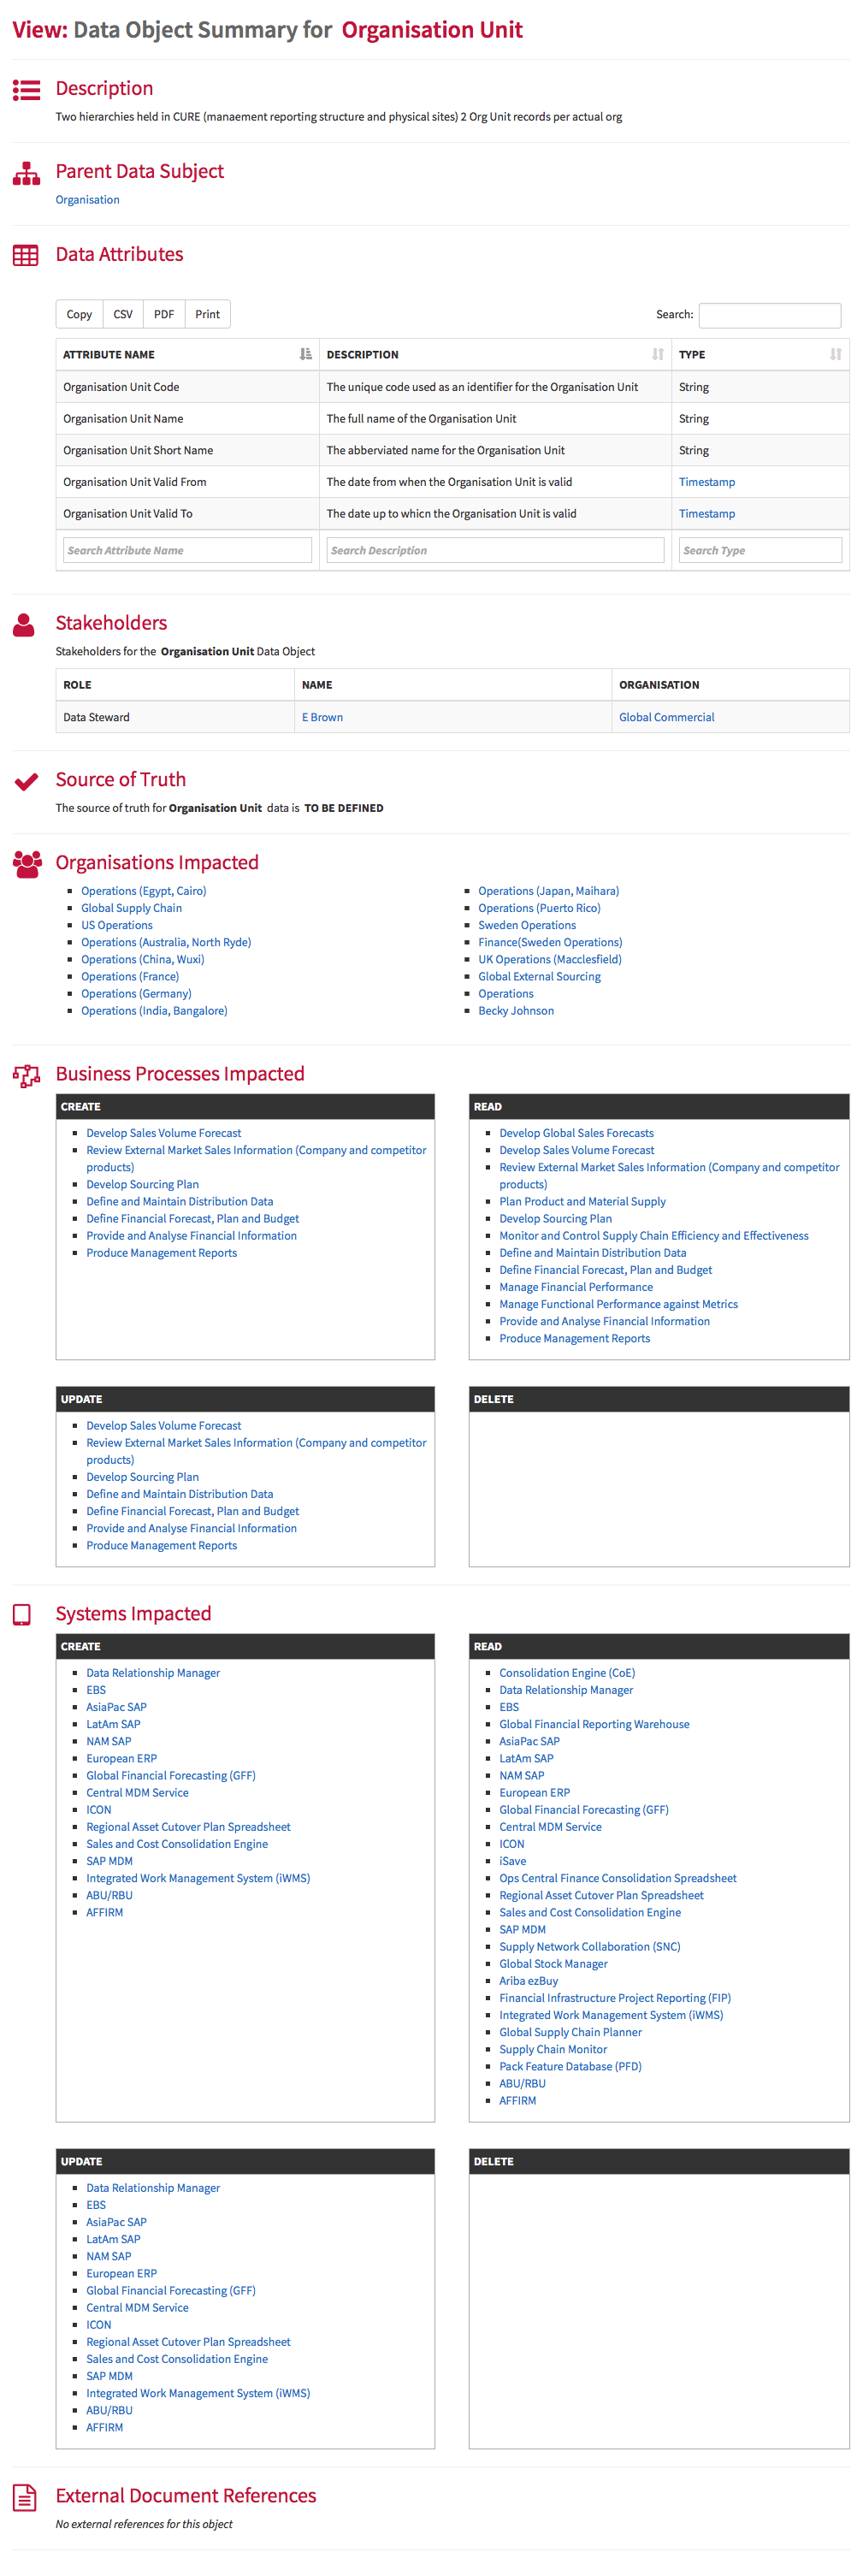 View: Data Object Summary for Organisation Unit
Description
Two hierarchies held in CURE (manaement reporting structure and physical sites) 2 Org Unit records per actual org
Parent Data Subject
Organisation
Data Attributes
Copy CSV PDF Print Search:
ATTRIBUTE NAME DESCRIPTION TYPE
Organisation Unit Code The unique code used as an identifier for the Organisation Unit String
Organisation Unit Name The full name of the Organisation Unit String
Organisation Unit Short Name The abberviated name for the Organisation Unit String
Organisation Unit Valid From The date from when the Organisation Unit is valid Timestamp
Organisation Unit Valid To The date up to whicn the Organisation Unit is valid Timestamp
Search Attribute Name Search Description Search Type
Stakeholders
Stakeholders for the Organisation Unit Data Object
ROLE NAME ORGANISATION
Data Steward E Brown Global Commercial
Source of Truth
The source of truth for Organisation Unit data is TO BE DEFINED
Organisations Impacted
Operations (Egypt, Cairo)
Global Supply Chain
US Operations
Operations (Australia, North Ryde)
Operations (China, Wuxi)
Operations (France)
Operations (Germany)
Operations (India, Bangalore)
Operations (Japan, Maihara)
Operations (Puerto Rico)
Sweden Operations
Finance(Sweden Operations)
UK Operations (Macclesfield)
Global External Sourcing
Operations
Becky Johnson
Business Processes Impacted
CREATE
Develop Sales Volume Forecast
Review External Market Sales Information (Company and competitor
products)
Develop Sourcing Plan
Define and Maintain Distribution Data
Define Financial Forecast, Plan and Budget
Provide and Analyse Financial Information
Produce Management Reports
READ
Develop Global Sales Forecasts
Develop Sales Volume Forecast
Review External Market Sales Information (Company and competitor
products)
Plan Product and Material Supply
Develop Sourcing Plan
Monitor and Control Supply Chain Efficiency and Effectiveness
Define and Maintain Distribution Data
Define Financial Forecast, Plan and Budget
Manage Financial Performance
Manage Functional Performance against Metrics
Provide and Analyse Financial Information
Produce Management Reports
UPDATE
Develop Sales Volume Forecast
Review External Market Sales Information (Company and competitor
products)
Develop Sourcing Plan
Define and Maintain Distribution Data
Define Financial Forecast, Plan and Budget
Provide and Analyse Financial Information
Produce Management Reports
DELETE
Systems Impacted
CREATE
Data Relationship Manager
EBS
AsiaPac SAP
LatAm SAP
NAM SAP
European ERP
Global Financial Forecasting (GFF)
Central MDM Service
ICON
Regional Asset Cutover Plan Spreadsheet
Sales and Cost Consolidation Engine
SAP MDM
Integrated Work Management System (iWMS)
ABU/RBU
AFFIRM
READ
Consolidation Engine (CoE)
Data Relationship Manager
EBS
Global Financial Reporting Warehouse
AsiaPac SAP
LatAm SAP
NAM SAP
European ERP
Global Financial Forecasting (GFF)
Central MDM Service
ICON
iSave
Ops Central Finance Consolidation Spreadsheet
Regional Asset Cutover Plan Spreadsheet
Sales and Cost Consolidation Engine
SAP MDM
Supply Network Collaboration (SNC)
Global Stock Manager
Ariba ezBuy
Financial Infrastructure Project Reporting (FIP)
Integrated Work Management System (iWMS)
Global Supply Chain Planner
Supply Chain Monitor
Pack Feature Database (PFD)
ABU/RBU
AFFIRM
UPDATE
Data Relationship Manager
EBS
AsiaPac SAP
LatAm SAP
NAM SAP
European ERP
Global Financial Forecasting (GFF)
Central MDM Service
ICON
Regional Asset Cutover Plan Spreadsheet
Sales and Cost Consolidation Engine
SAP MDM
Integrated Work Management System (iWMS)
ABU/RBU
AFFIRM
DELETE
External Document References
No external references for this object